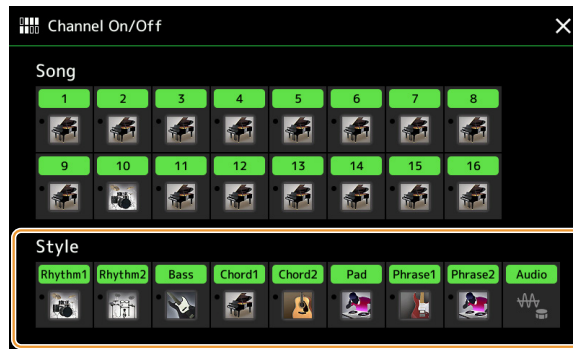 Channel On/Off
Song
1 2 3 4 5 6 7 8
9 10 11 12 13 14 15 16
Style
Rhythm1 Rhythm2 Bass Chord1 Chord2 Pad Phrase1 Phrase2 Audio